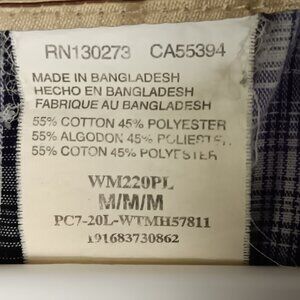 RN130273 CA55394
MADE IN BANGLADESH
HECHO EN BANGLADESH
FABRIQUE AU BANGLADESH
55% COTTON 45% POLYESTER
55% ALGODON 45% POLIESTER
55% COTON 45% POLYSTER
WM220PL
M/M/M
PC7-20L-WTMH57811
191683730862